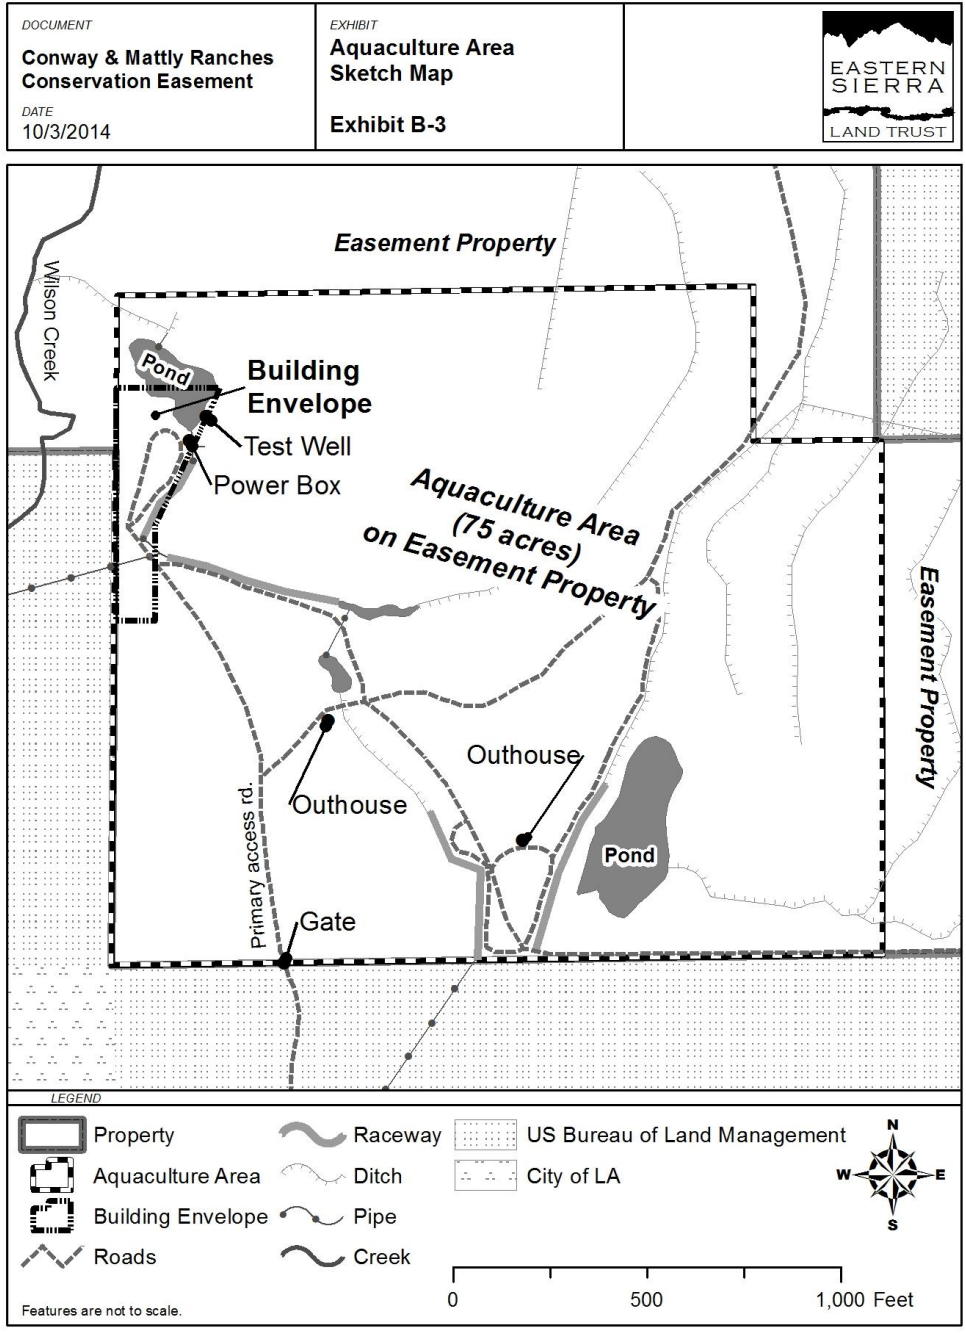 DOCUMENT
Conway & Mattly Ranches
Conservation Easement
DATE
10/3/2014
EXHIBIT
Aquaculture Area
Sketch Map
Exhibit B-3
EASTERN
SIERRA
LAND TRUST
Easement Property
Wilson Creek
Pond
Building
Envelope
Test Well
Power Box
Aquaculture Area
(75 acres)
on Easement Property
Easement Property
Outhouse
Outhouse
Primary access rd.
Pond
Gate
LEGEND
Property
Aquaculture Area
Building Envelope
Roads
Raceway
Ditch
Pipe
Creek
US Bureau of Land Management
City of LA
N
W
E
S
0 500 1,000 Feet
Features are not to scale.